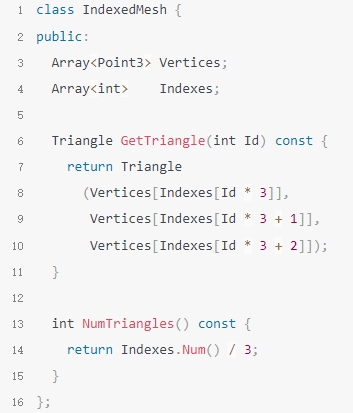 1 class IndexedMesh {
2 public:
3   Array<Point3> Vertices;
4   Array<int>    Indexes;
5
6   Triangle GetTriangle(int Id) const {
7     return Triangle
8       (Vertices[Indexes[Id * 3]],
9        Vertices[Indexes[Id * 3 + 1]],
10        Vertices[Indexes[Id * 3 + 2]]);
11   }
12
13   int NumTriangles() const {
14     return Indexes.Num() / 3;
15   }
16 };